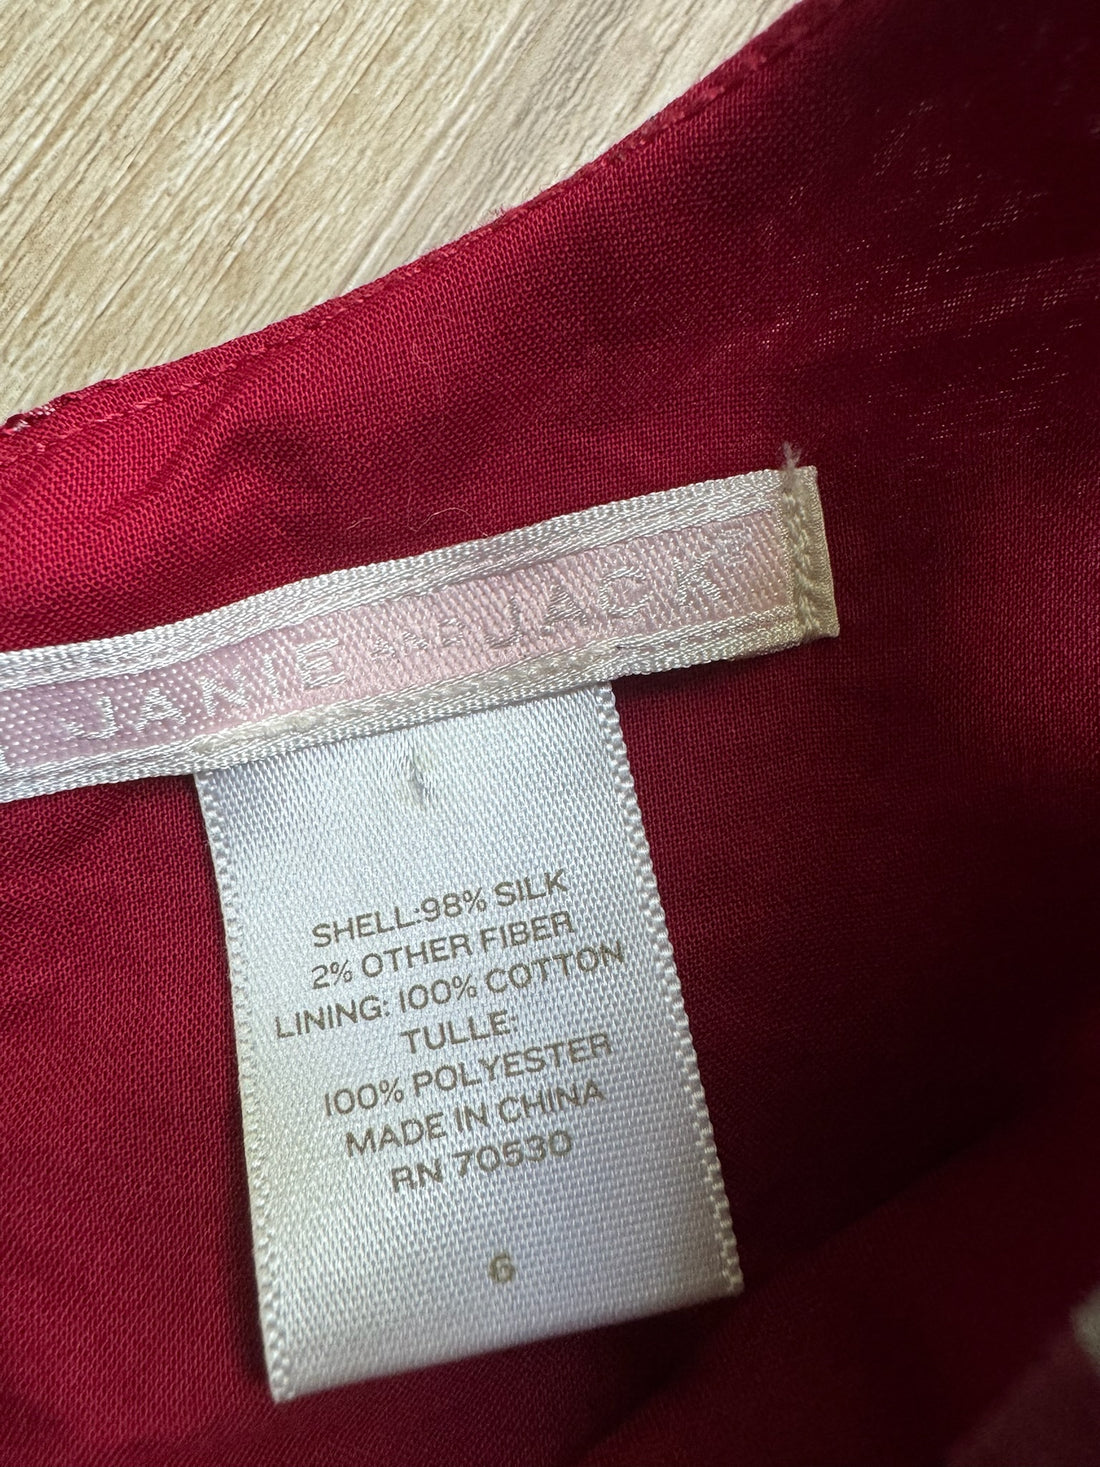 JANIE AND JACK®
SHELL:98% SILK
2% OTHER FIBER
LINING: 100% COTTON
TULLE:
100% POLYESTER
MADE IN CHINA
RN 70530
6